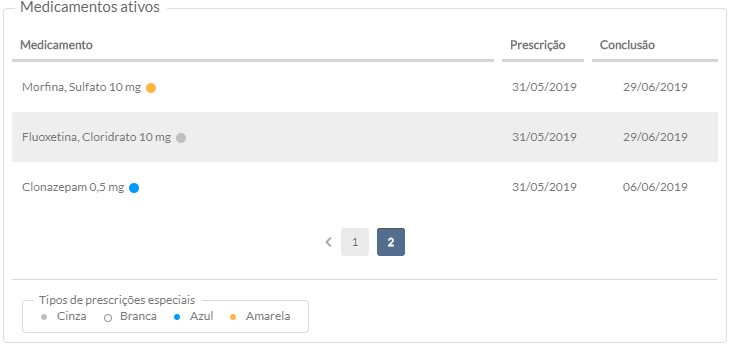 Medicamentos ativos
Medicamento Prescrição Conclusão
Morfina, Sulfato 10 mg 31/05/2019 29/06/2019
Fluoxetina, Cloridrato 10 mg 31/05/2019 29/06/2019
Clonazepam 0,5 mg 31/05/2019 06/06/2019
1 2
Tipos de prescrições especiais
Cinza Branca Azul Amarela